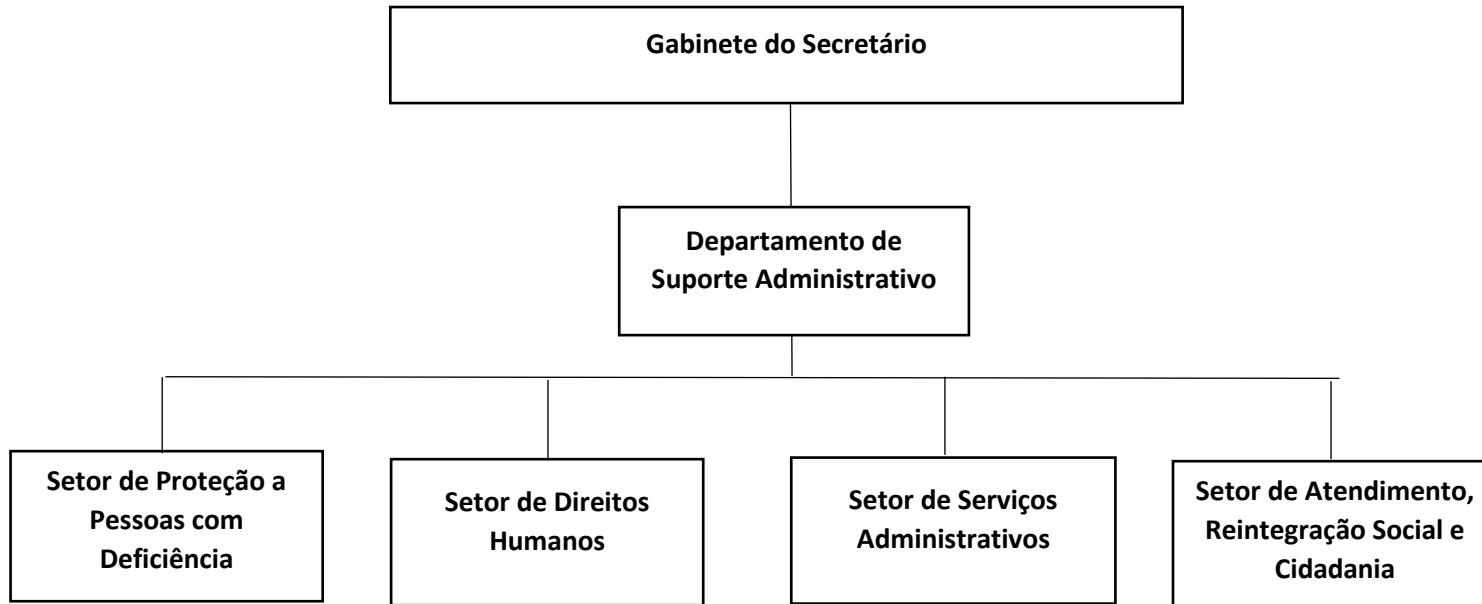 Gabinete do Secretário
Departamento de
Suporte Administrativo
Setor de Proteção a
Pessoas com
Deficiência
Setor de Direitos
Humanos
Setor de Serviços
Administrativos
Setor de Atendimento,
Reintegração Social e
Cidadania